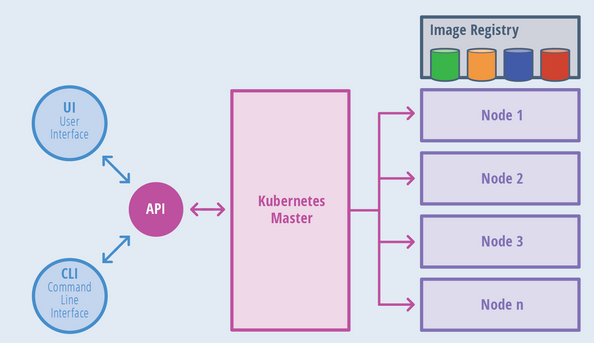 Image Registry
UI
User
Interface
API
CLI
Command
Line
Interface
Kubernetes
Master
Node 1
Node 2
Node 3
Node n